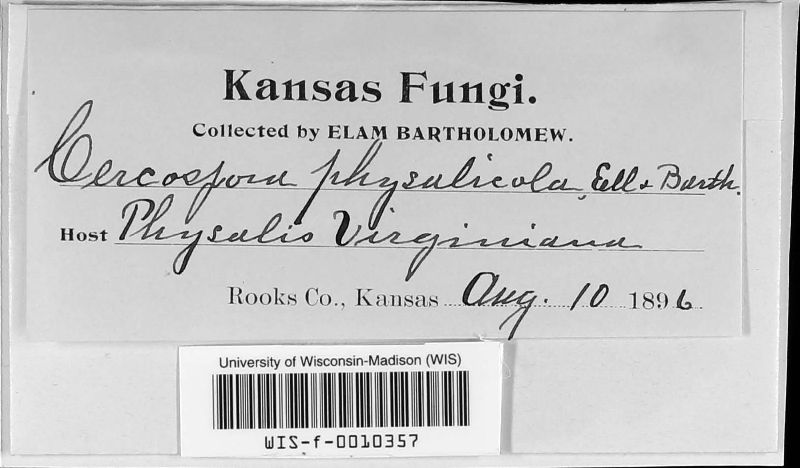 Kansas Fungi.
Collected by ELAM BARTHOLOMEW.
Cercospora physalicola, Ell & Barth.
Host Physalis Virginiana
Rooks Co., Kansas Aug. 10 1896
University of Wisconsin-Madison (WIS)
WIS-f-0010357